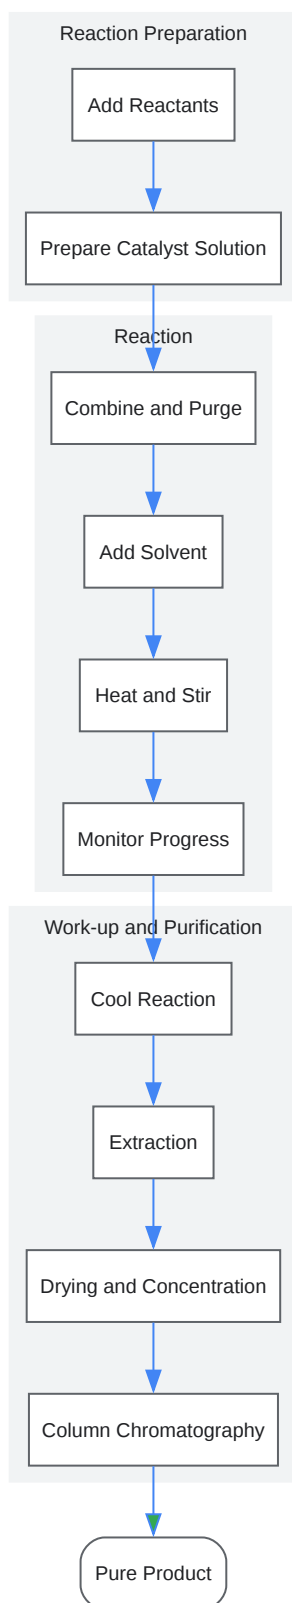 Reaction Preparation
Add Reactants
Prepare Catalyst Solution
Reaction
Combine and Purge
Add Solvent
Heat and Stir
Monitor Progress
Work-up and Purification
Cool Reaction
Extraction
Drying and Concentration
Column Chromatography
Pure Product